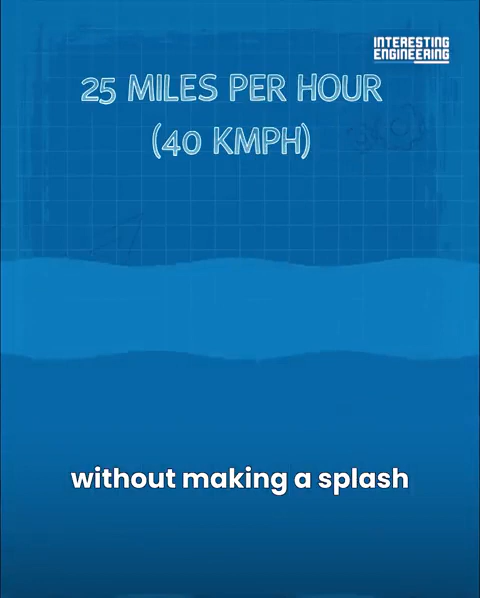 INTERESTING
ENGINEERING
25 MILES PER HOUR
(40 KMPH)
without making a splash